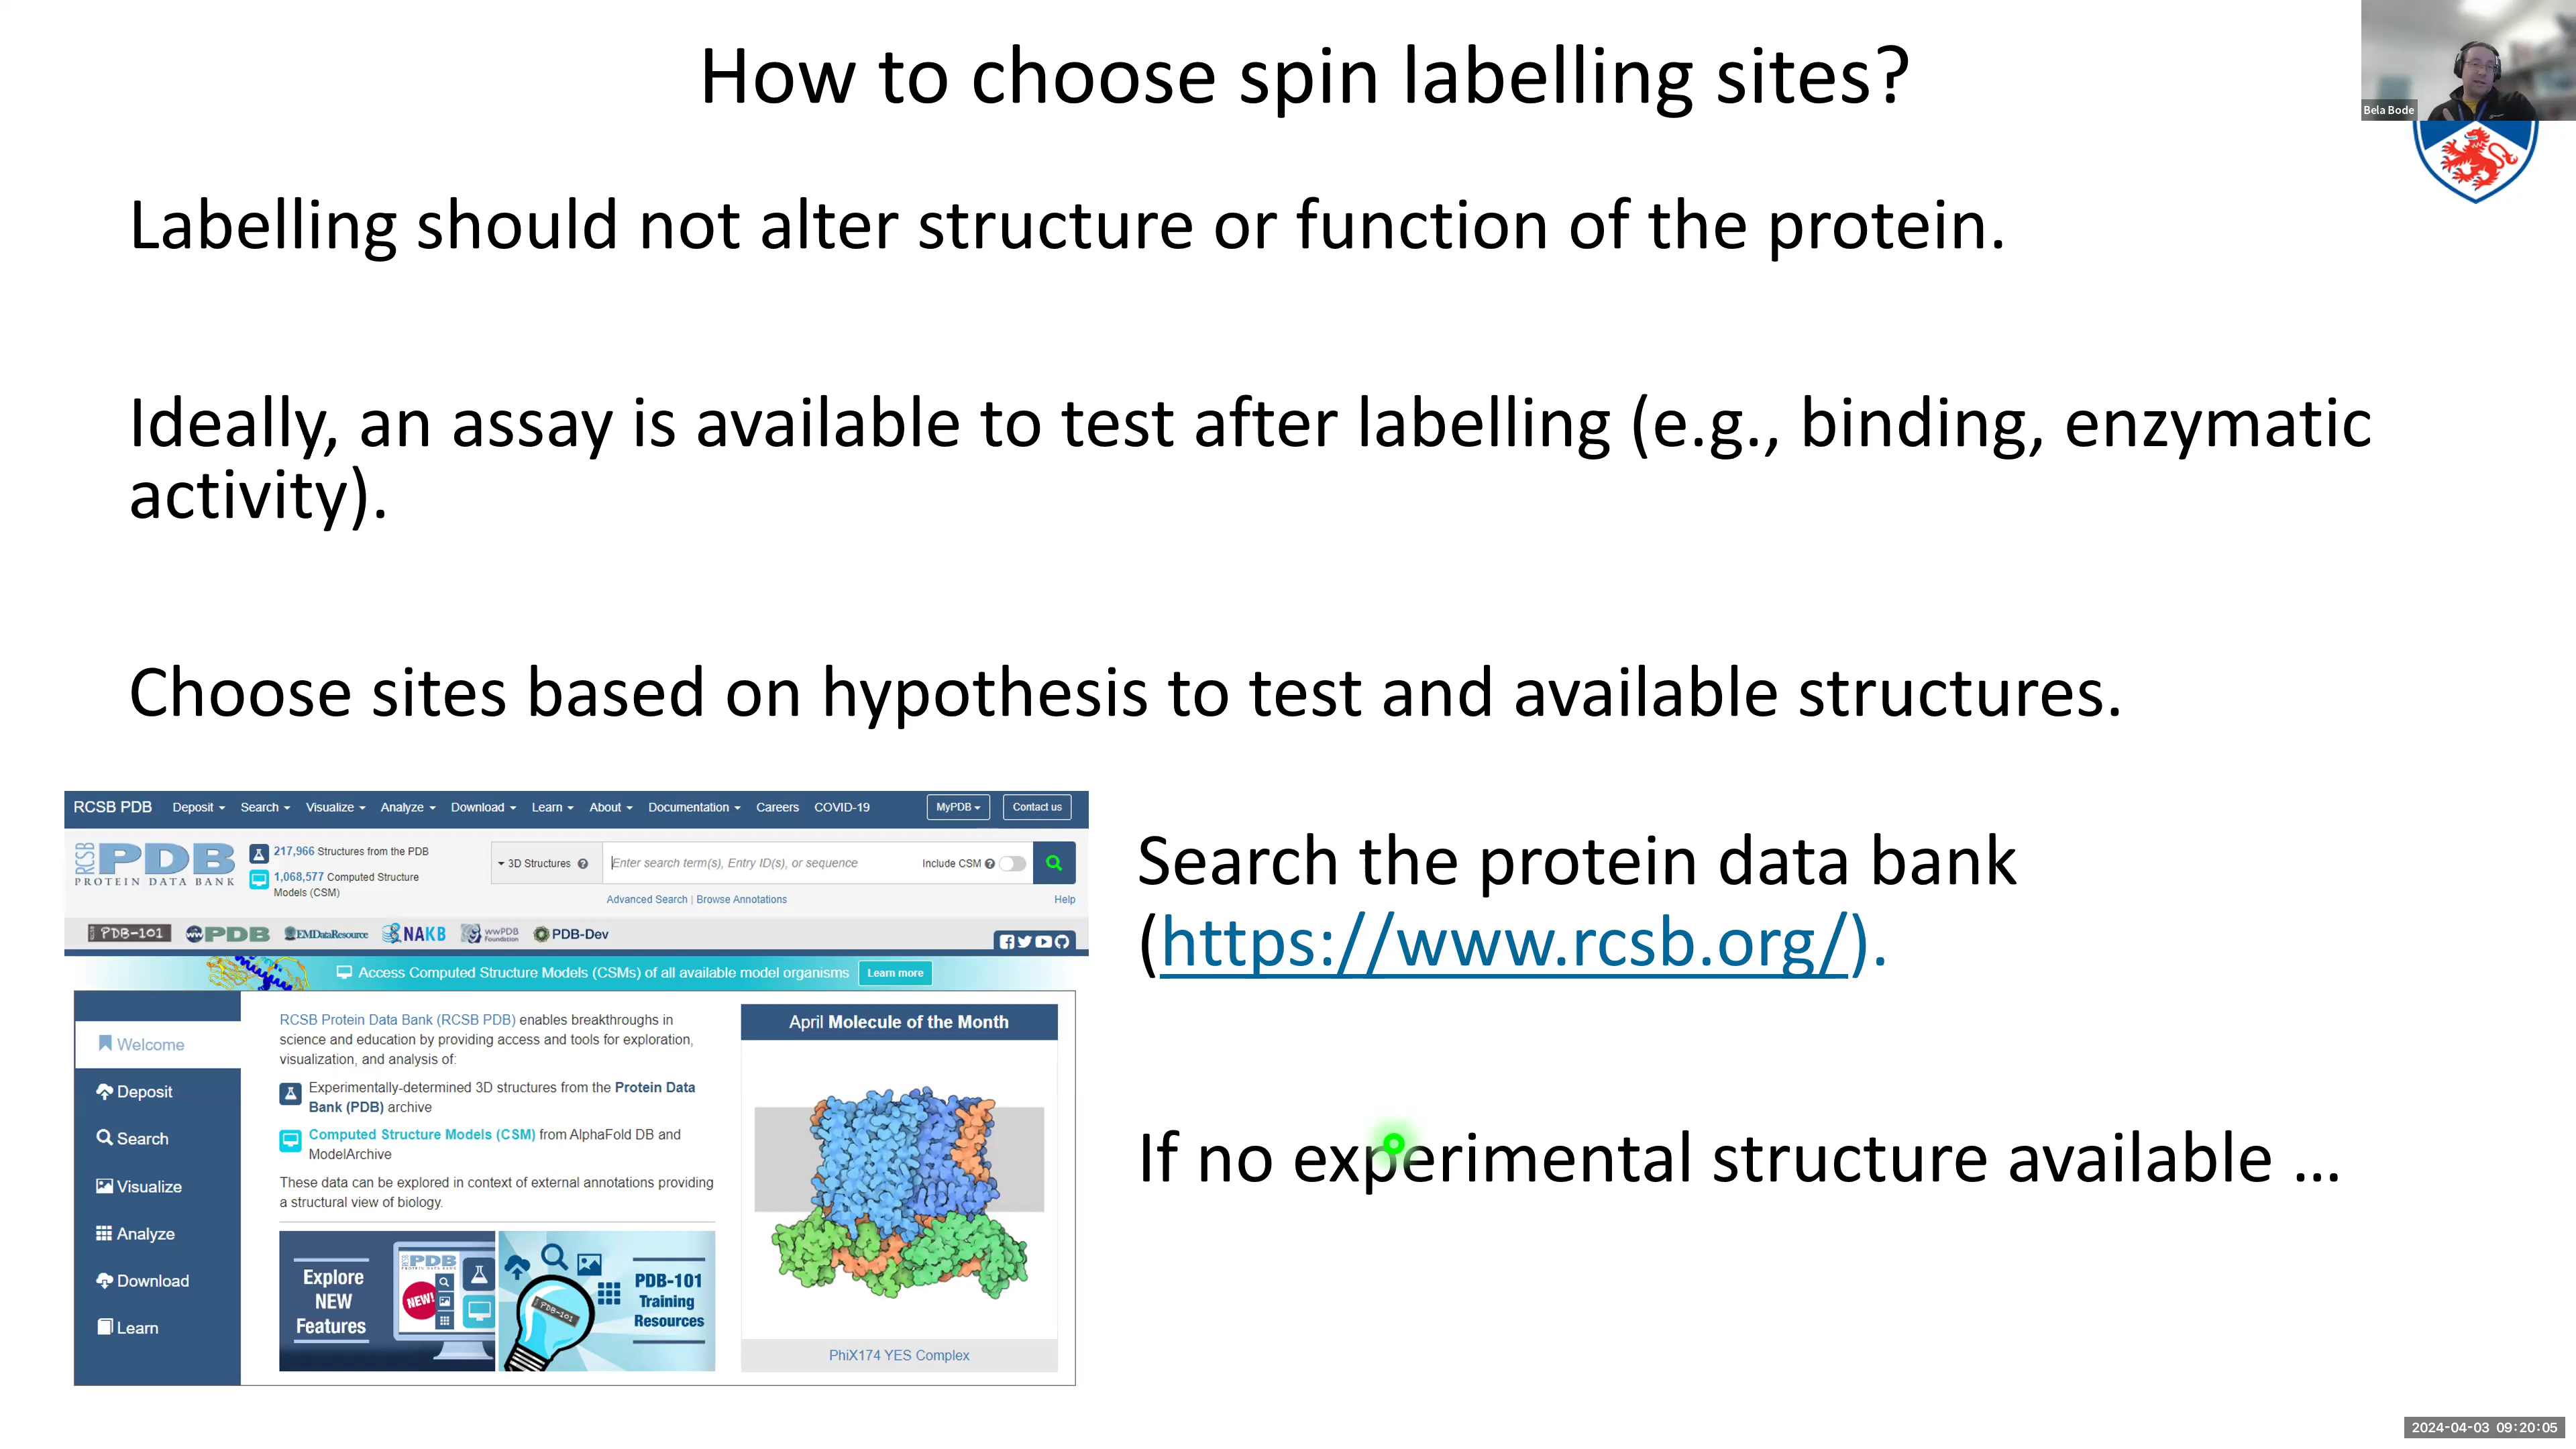 How to choose spin labelling sites?
Bela Bode
Labelling should not alter structure or function of the protein.
Ideally, an assay is available to test after labelling (e.g., binding, enzymatic
activity).
Choose sites based on hypothesis to test and available structures.
RCSB PDB Deposit Search Visualize Analyze Download Learn About Documentation Careers COVID-19 MyPDB Contact us
RCSB PDB
PROTEIN DATA BANK
217,966 Structures from the PDB
1,068,577 Computed Structure
Models (CSM)
3D Structures
Enter search term(s), Entry ID(s), or sequence
Include CSM
Advanced Search | Browse Annotations
Help
PDB-101 wwPDB EMDataResource NAKB wwPDB Foundation PDB-Dev
Access Computed Structure Models (CSMs) of all available model organisms Learn more
Welcome
Deposit
Search
Visualize
Analyze
Download
Learn
RCSB Protein Data Bank (RCSB PDB) enables breakthroughs in
science and education by providing access and tools for exploration,
visualization, and analysis of:
Experimentally-determined 3D structures from the Protein Data
Bank (PDB) archive
Computed Structure Models (CSM) from AlphaFold DB and
ModelArchive
These data can be explored in context of external annotations providing
a structural view of biology.
Explore
NEW
Features
PDB
NEW!
PDB-101
PDB-101
Training
Resources
April Molecule of the Month
PhiX174 YES Complex
Search the protein data bank
(https://www.rcsb.org/).
If no experimental structure available ...
2024-04-03 09:20:05